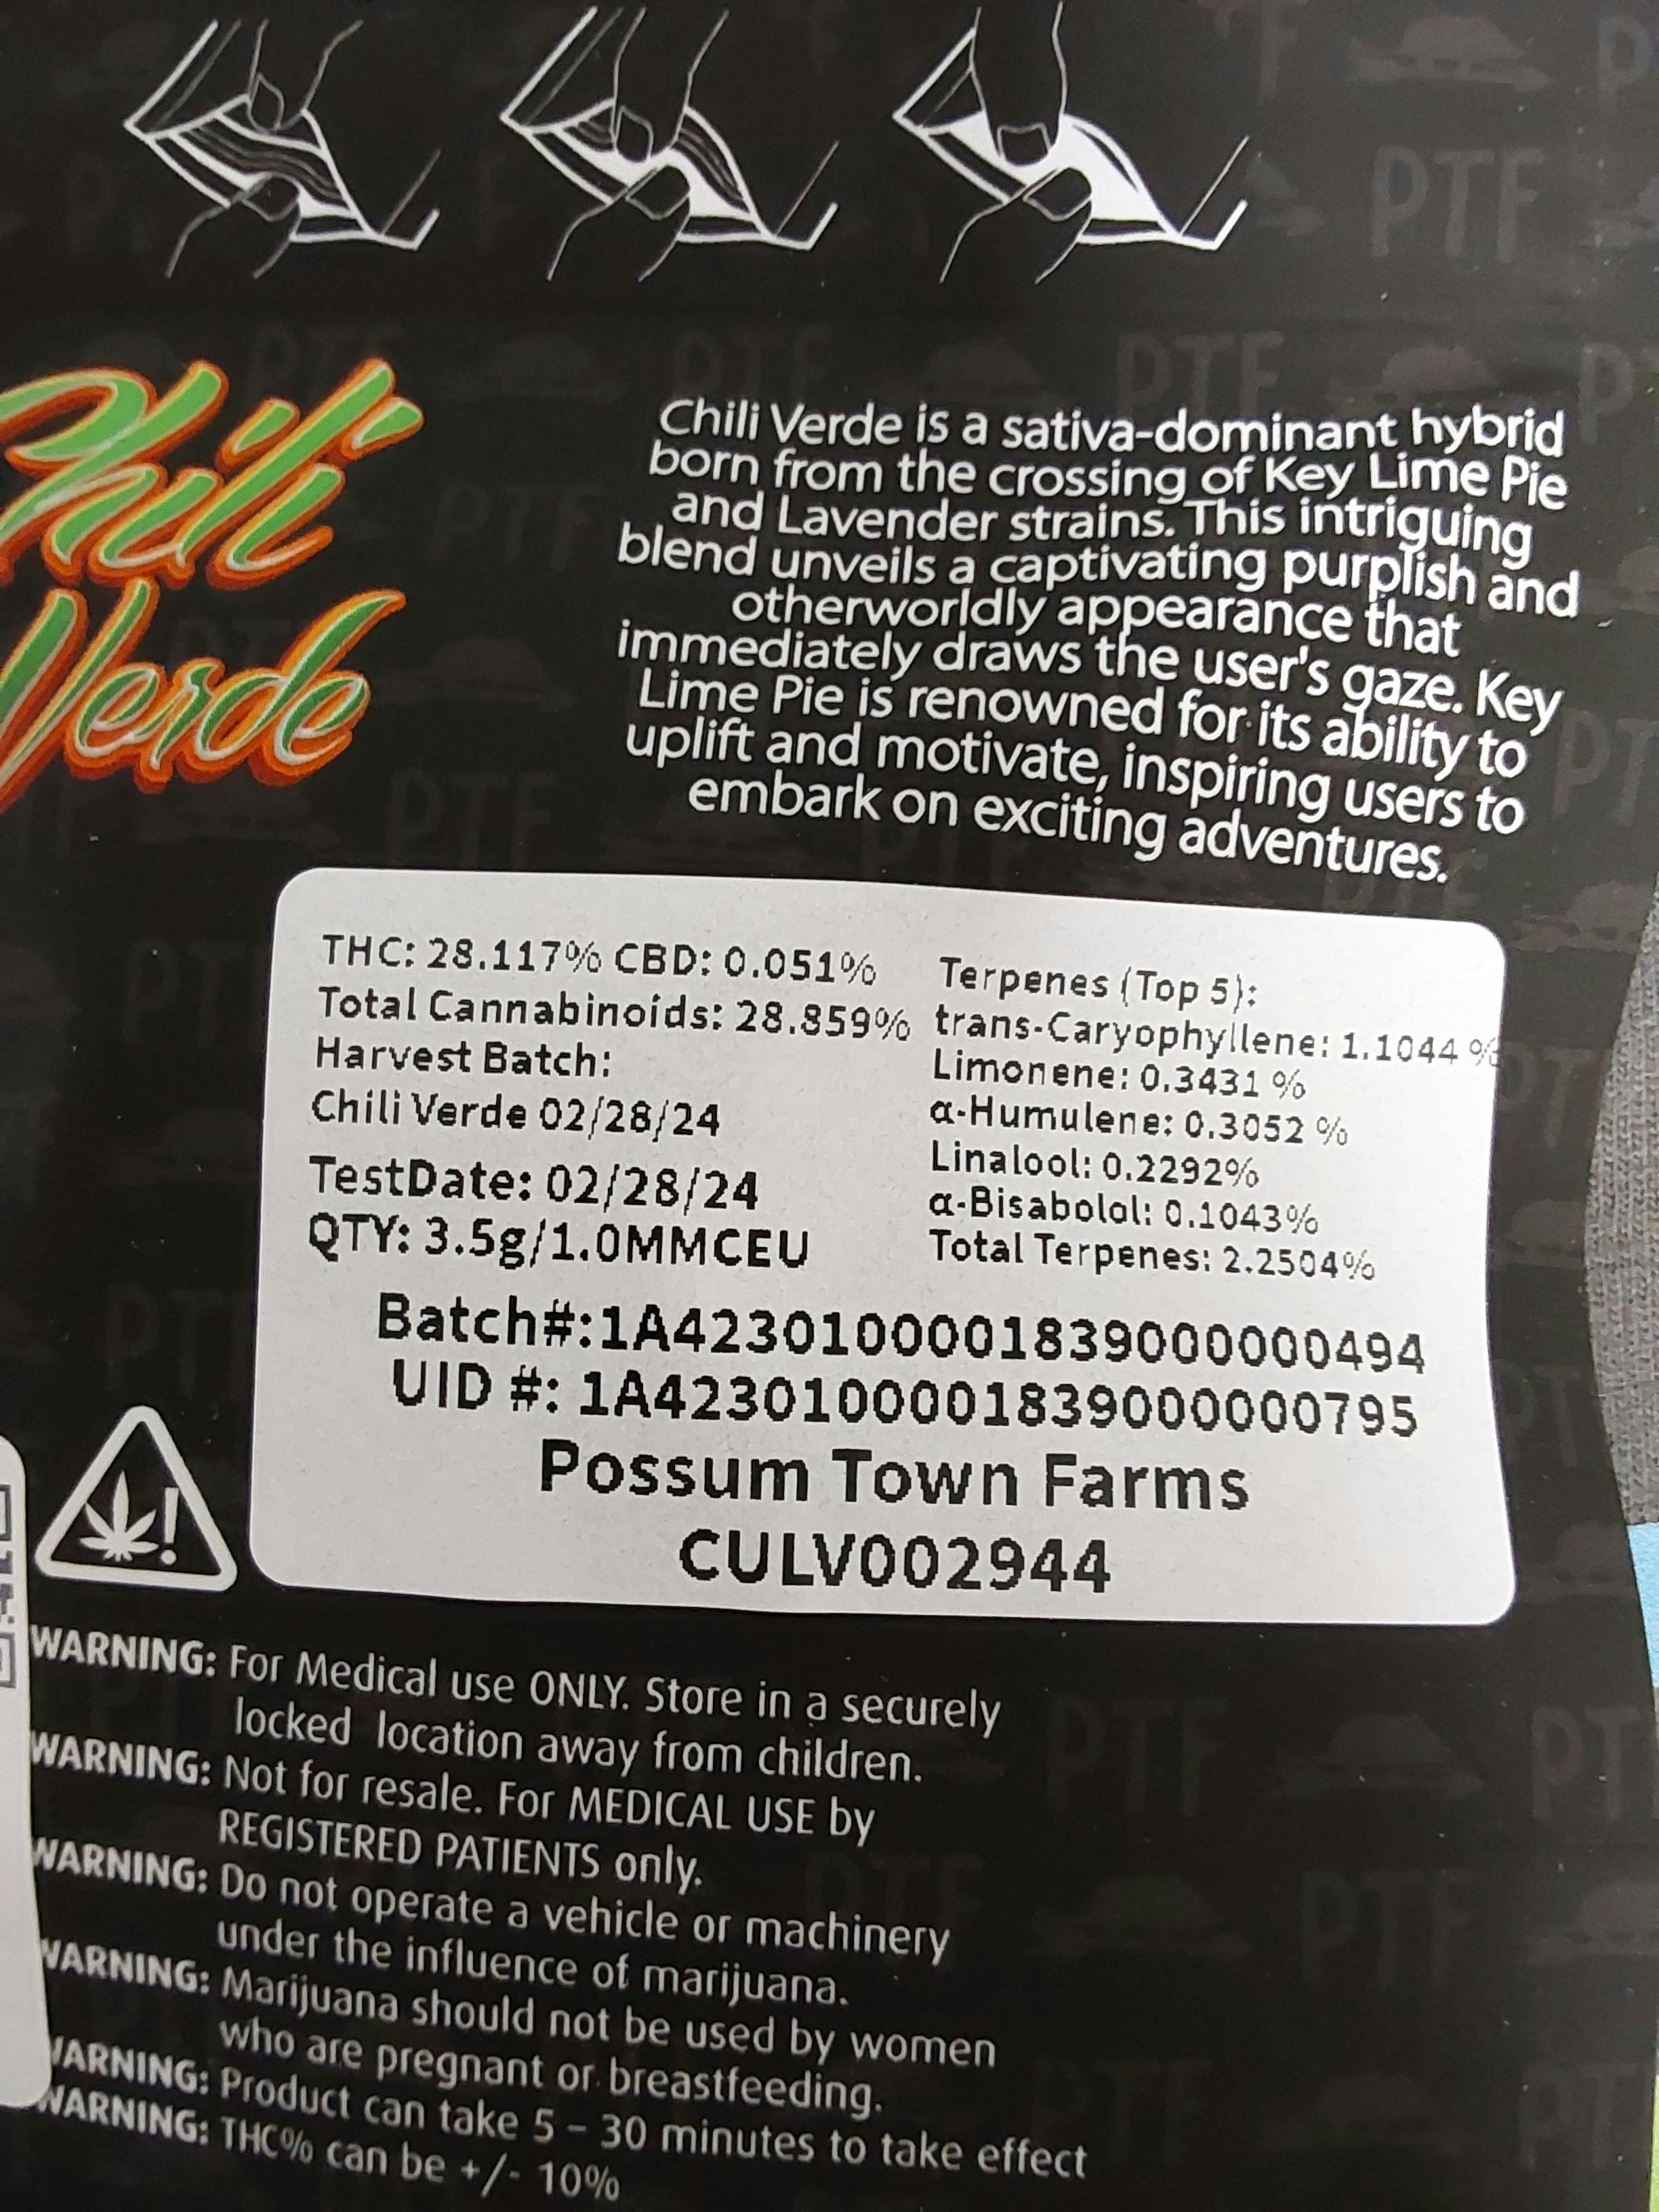 Chili
Verde
Chili Verde is a sativa-dominant hybrid
born from the crossing of Key Lime Pie
and Lavender strains. This intriguing
blend unveils a captivating purplish and
otherworldly appearance that
immediately draws the user's gaze. Key
Lime Pie is renowned for its ability to
uplift and motivate, inspiring users to
embark on exciting adventures.
THC: 28.117% CBD: 0.051%
Total Cannabinoids: 28.859%
Harvest Batch:
Chili Verde 02/28/24
TestDate: 02/28/24
QTY: 3.5g/1.0MMCEU
Terpenes (Top 5):
trans-Caryophyllene: 1.1044 %
Limonene: 0.3431 %
α-Humulene: 0.3052 %
Linalool: 0.2292%
α-Bisabolol: 0.1043%
Total Terpenes: 2.2504%
Batch#:1A4230100001839000000494
UID #: 1A4230100001839000000795
Possum Town Farms
CULV002944
WARNING: For Medical use ONLY. Store in a securely
locked location away from children.
WARNING: Not for resale. For MEDICAL USE by
REGISTERED PATIENTS only.
WARNING: Do not operate a vehicle or machinery
under the influence of marijuana.
WARNING: Marijuana should not be used by women
who are pregnant or breastfeeding.
WARNING: Product can take 5 – 30 minutes to take effect
WARNING: THC% can be +/- 10%
PTF